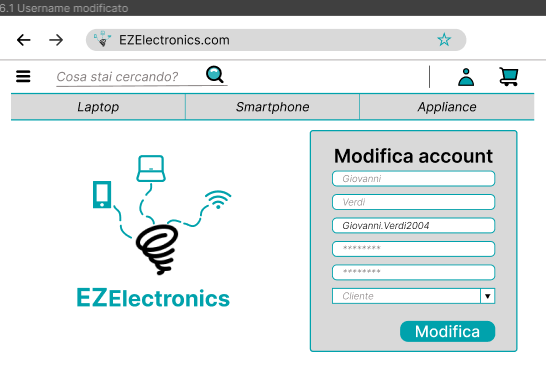 6.1 Username modificato
EZElectronics.com
Cosa stai cercando?
Laptop Smartphone Appliance
Modifica account
Giovanni
Verdi
Giovanni.Verdi2004
********
********
Cliente
Modifica
EZElectronics